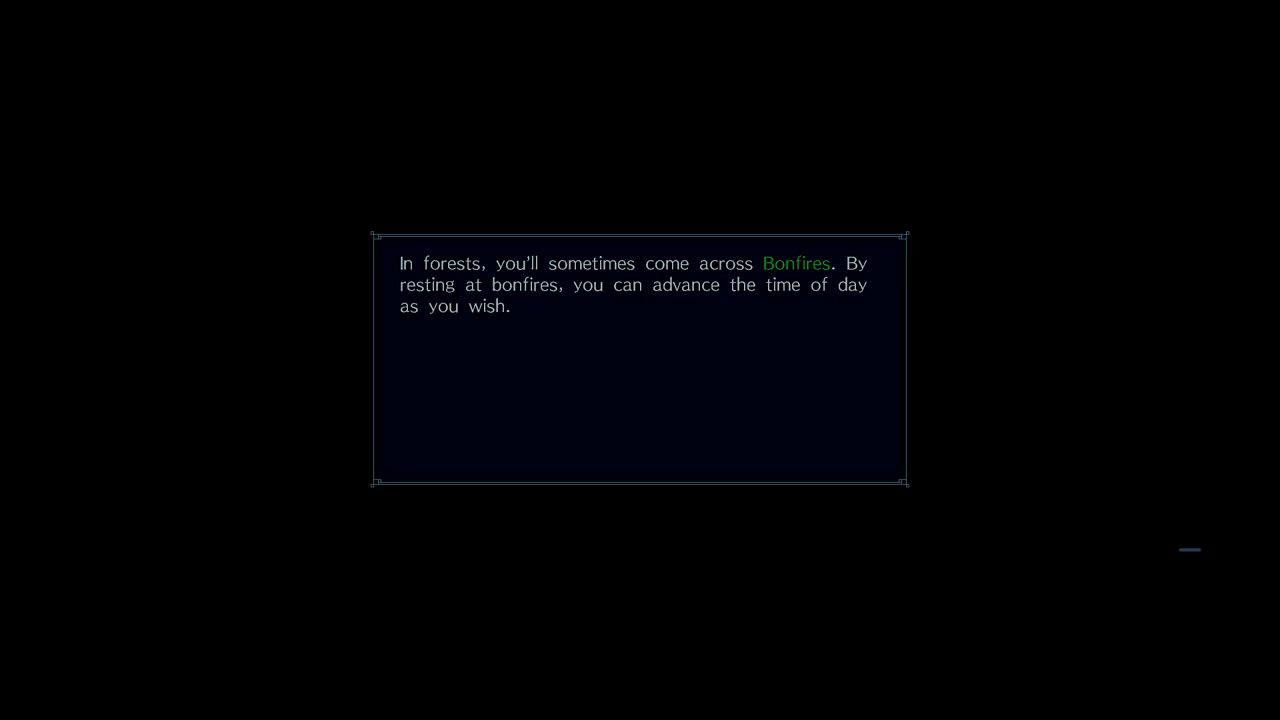 In forests, you'll sometimes come across Bonfires. By
resting at bonfires, you can advance the time of day
as you wish.